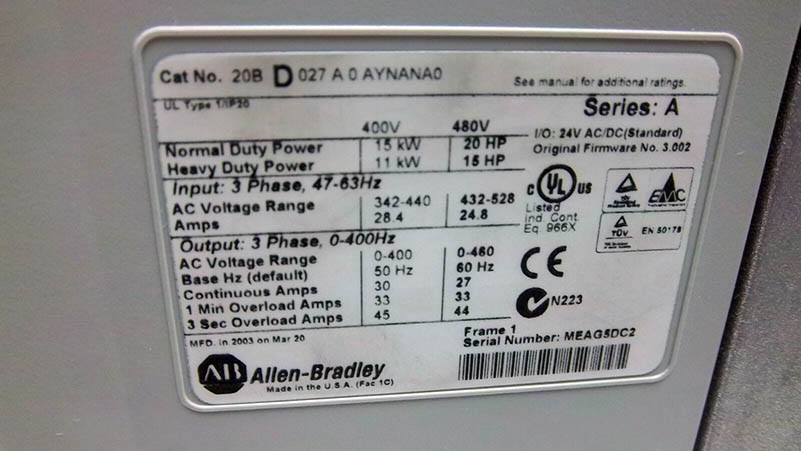 Cat No. 20B D 027 A 0 AYNANA0
See manual for additional ratings.
UL Type 1/IP20
Series: A
400V 480V
I/O: 24V AC/DC(Standard)
Normal Duty Power 15 kW 20 HP
Original Firmware No. 3.002
Heavy Duty Power 11 kW 15 HP
Input: 3 Phase, 47-63Hz
AC Voltage Range 342-440 432-528
Amps 28.4 24.8
C UL US
Listed
Ind. Cont.
Eq. 966X
EMC
TÜV
EN 50178
Output: 3 Phase, 0-400Hz
AC Voltage Range 0-400 0-460
Base Hz (default) 50 Hz 60 Hz
Continuous Amps 30 27
1 Min Overload Amps 33 33
3 Sec Overload Amps 45 44
CE
N223
MFD. in 2003 on Mar 20
Frame 1
Serial Number: MEAG5DC2
AB Allen-Bradley
Made in the U.S.A. (Fac 1C)